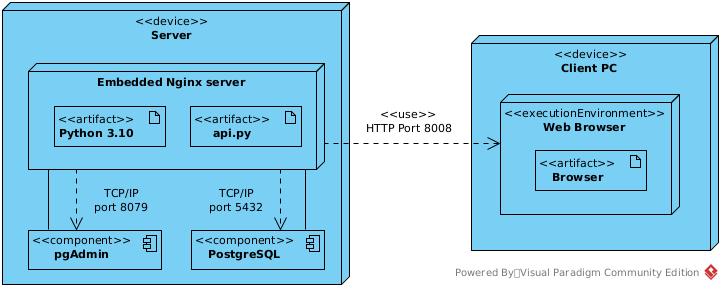 <<device>>
Server
Embedded Nginx server
<<artifact>>
Python 3.10
<<artifact>>
api.py
TCP/IP
port 8079
TCP/IP
port 5432
<<component>>
pgAdmin
<<component>>
PostgreSQL
<<use>>
HTTP Port 8008
<<device>>
Client PC
<<executionEnvironment>>
Web Browser
<<artifact>>
Browser
Powered By Visual Paradigm Community Edition